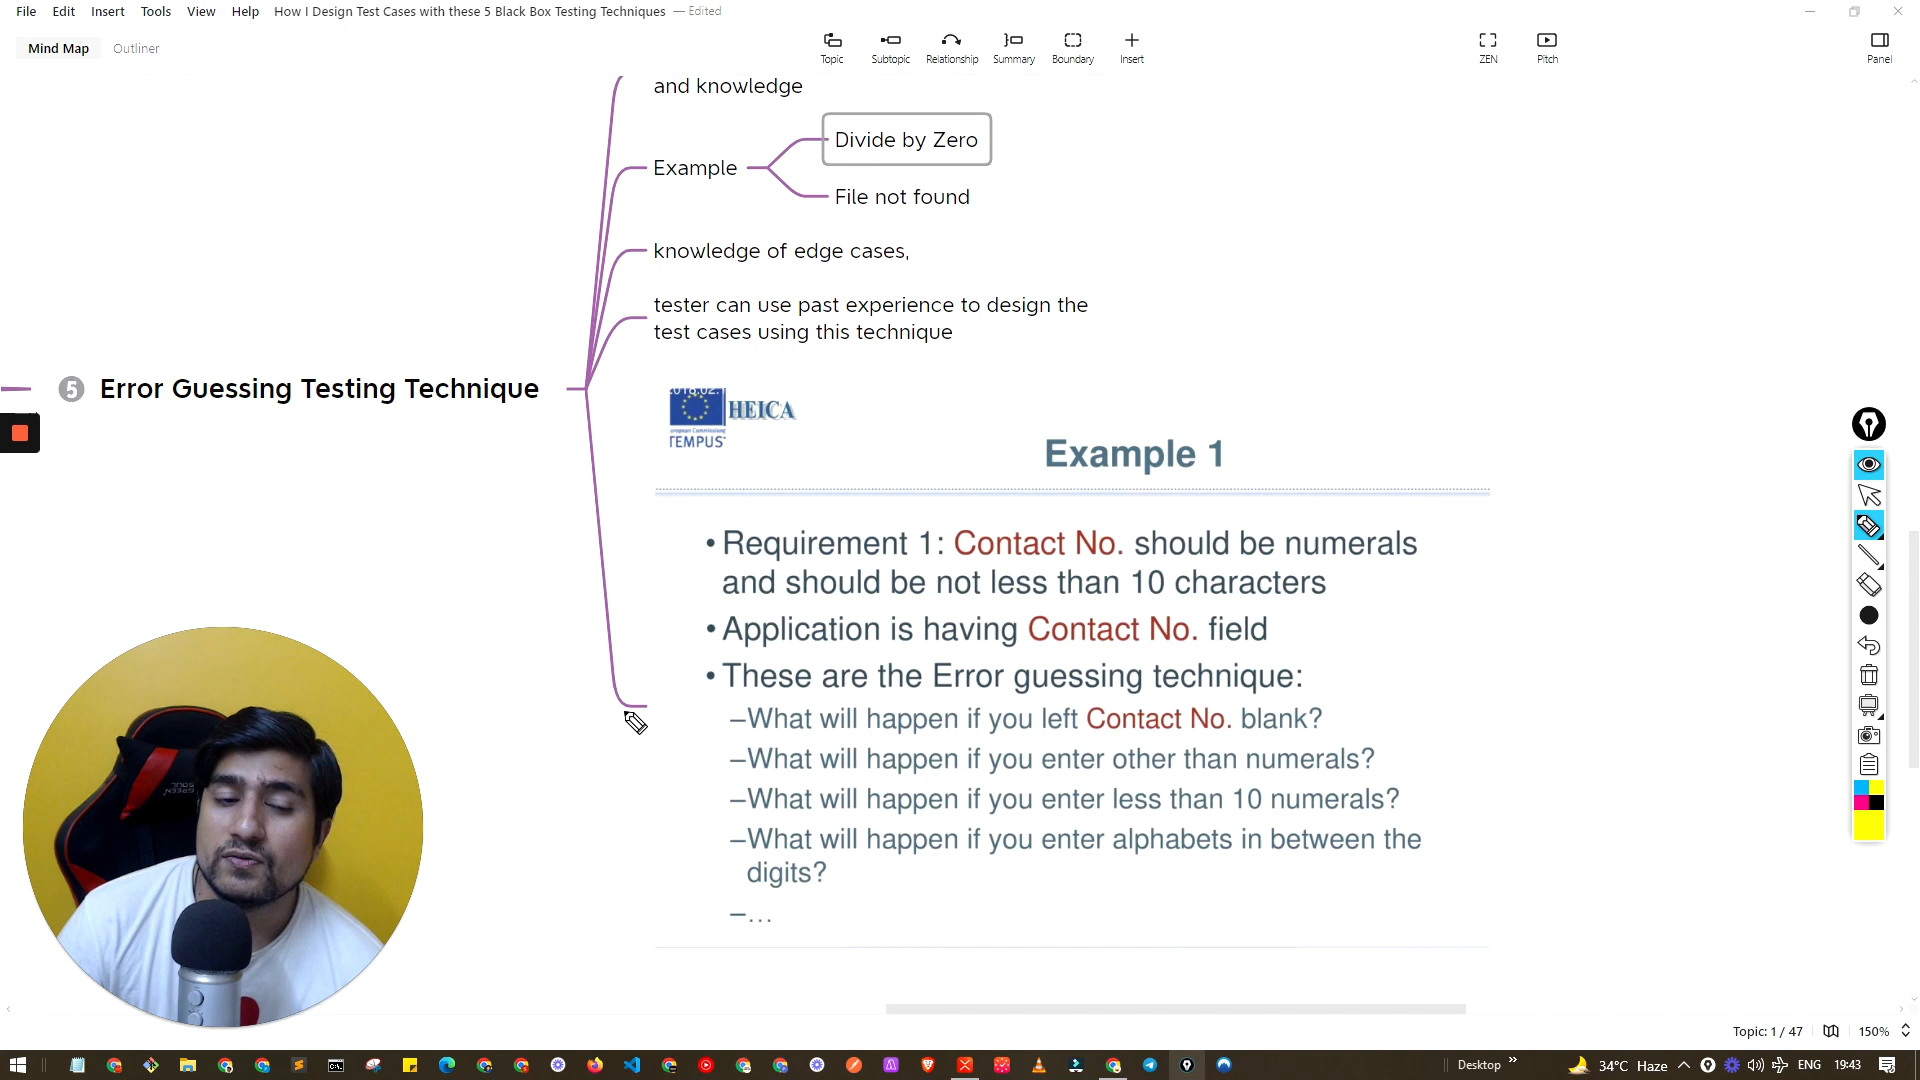 File Edit Insert Tools View Help How I Design Test Cases with these 5 Black Box Testing Techniques — Edited
Mind Map Outliner
Topic Subtopic Relationship Summary Boundary Insert ZEN Pitch Panel
and knowledge
Divide by Zero
Example
File not found
knowledge of edge cases,
tester can use past experience to design the
test cases using this technique
5 Error Guessing Testing Technique
HEICA
TEMPUS
Example 1
• Requirement 1: Contact No. should be numerals
and should be not less than 10 characters
• Application is having Contact No. field
• These are the Error guessing technique:
–What will happen if you left Contact No. blank?
–What will happen if you enter other than numerals?
–What will happen if you enter less than 10 numerals?
–What will happen if you enter alphabets in between the
digits?
–...
Topic: 1 / 47 150%
Desktop 34°C Haze ENG 19:43